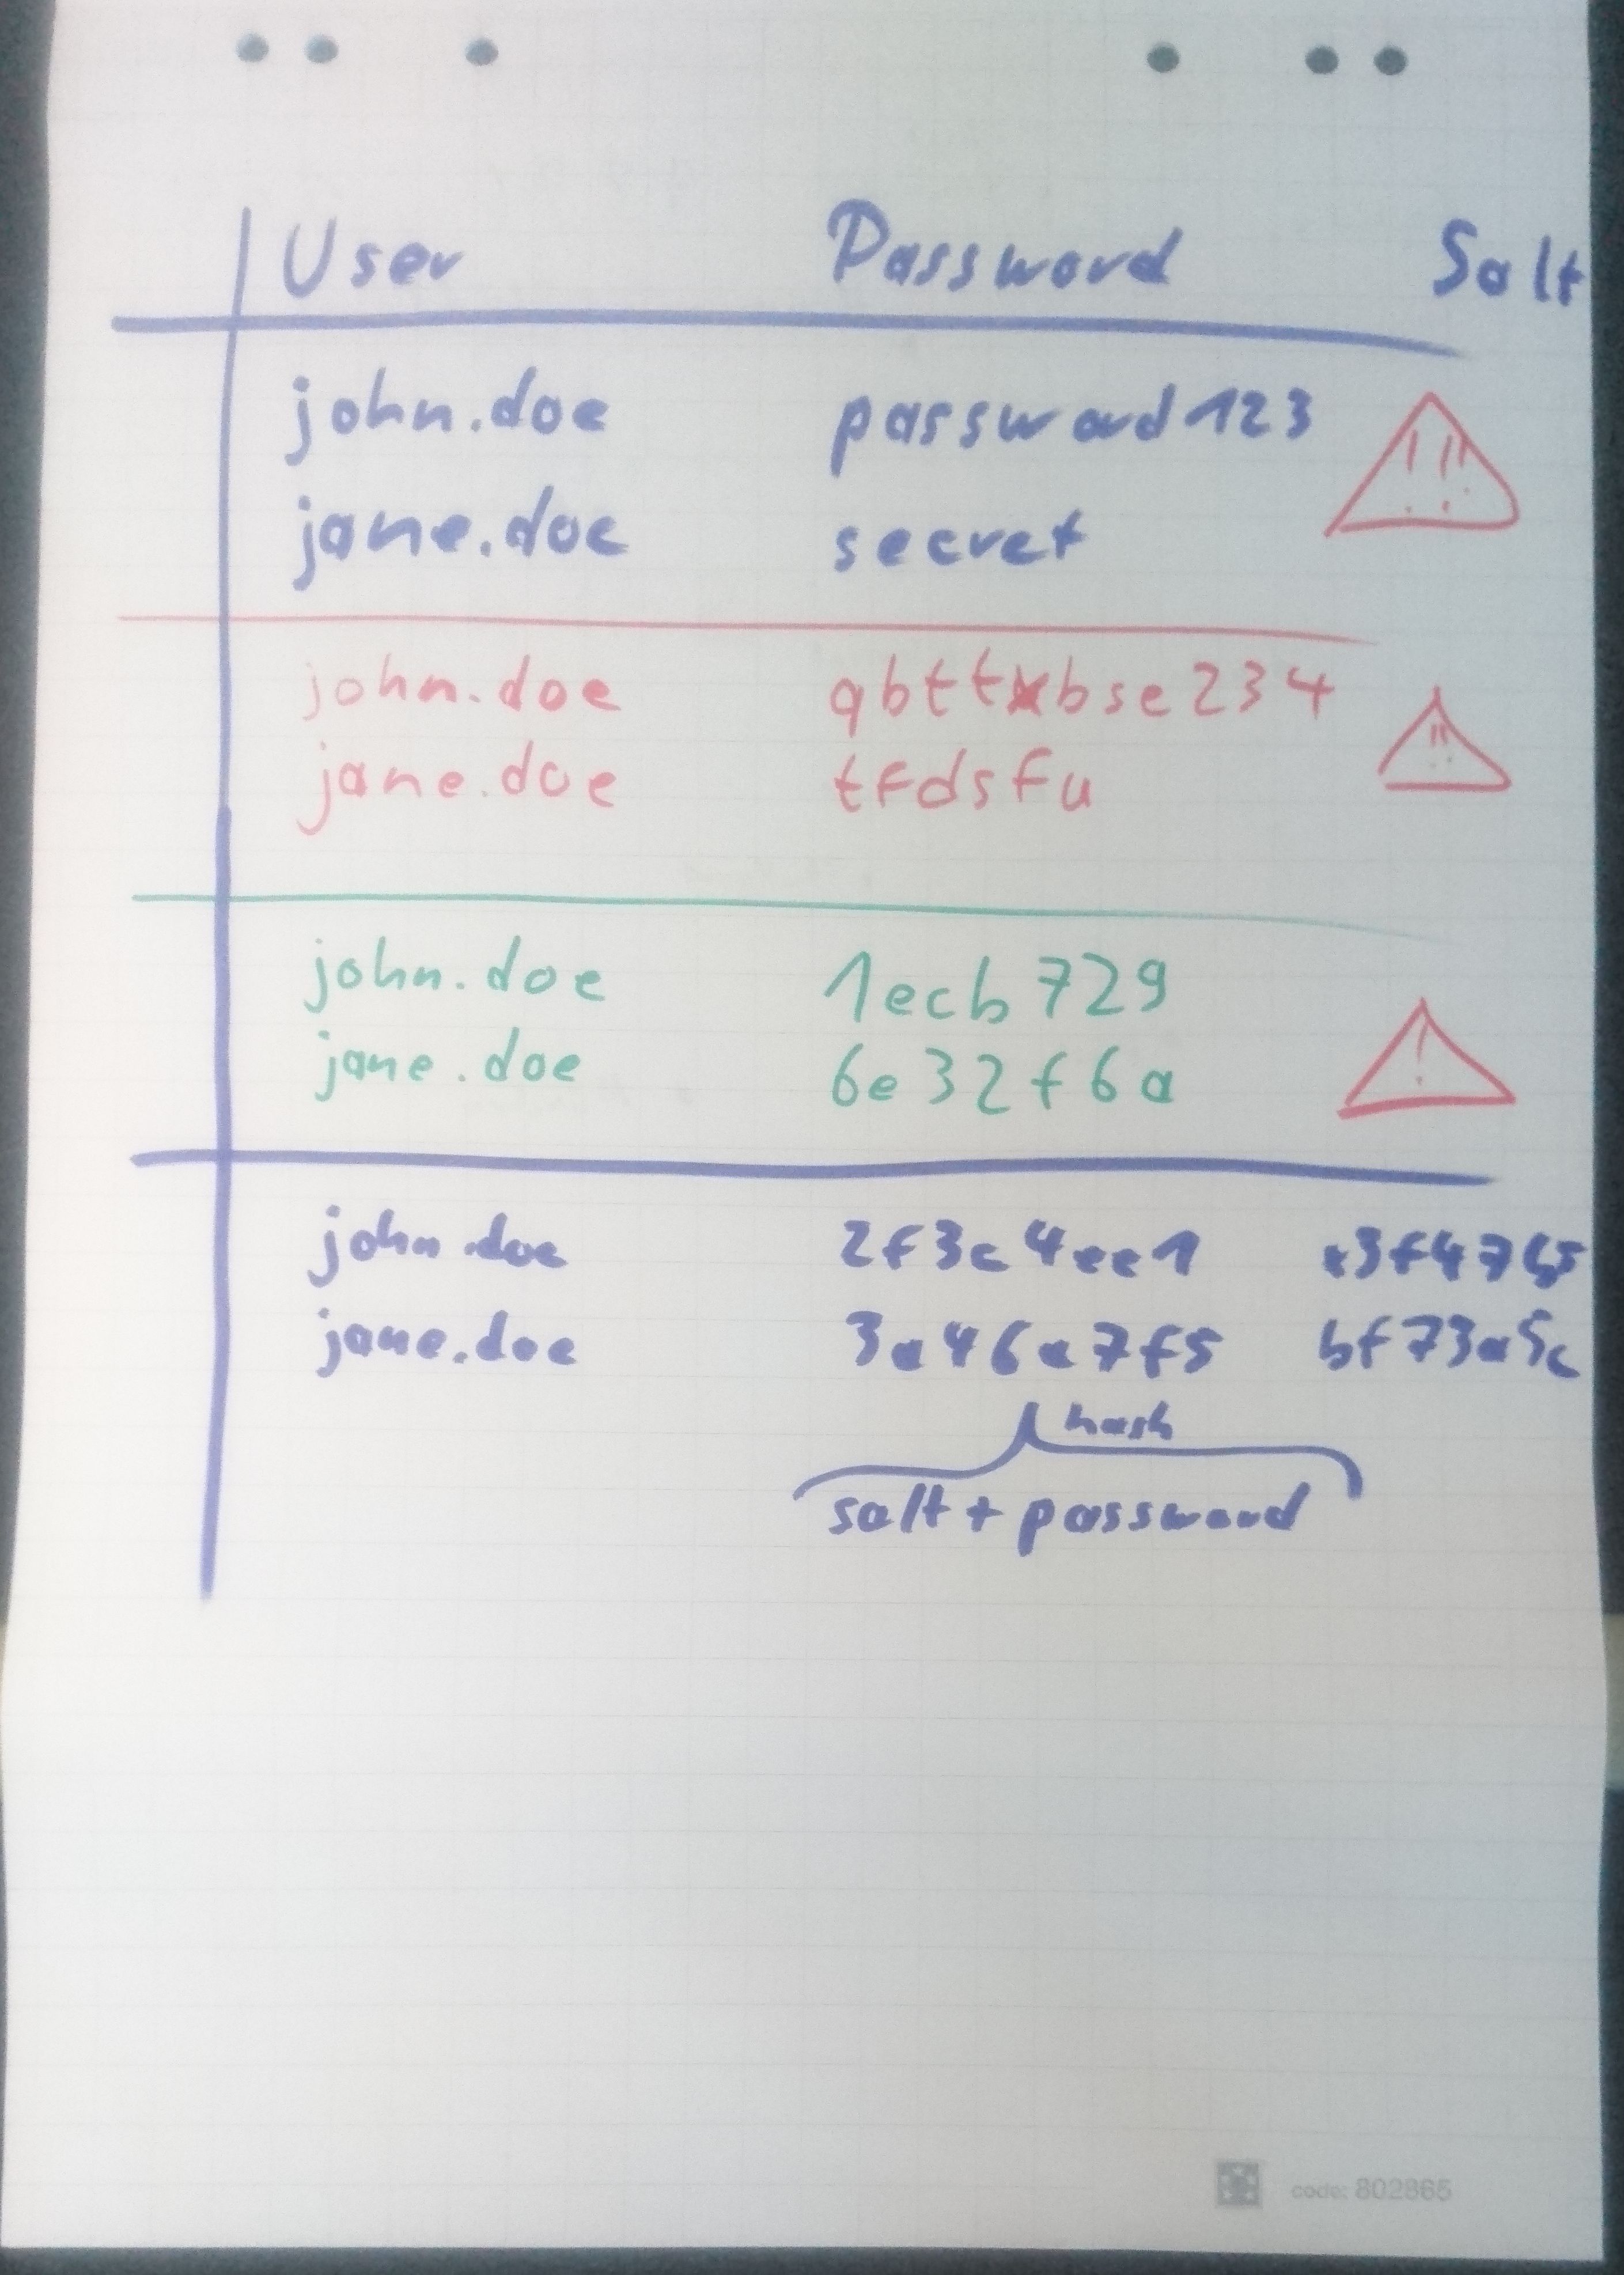 User Password Salt
john.doe password123 !!!
jane.doe secret
john.doe qbttxbse234 !!
jane.doe tfdsfu
john.doe 1ecb729 !
jane.doe 6e32f6a
john.doe 2f3c4ee1
jane.doe 3a46a7f5 bf73a5c
hash
salt + password
code: 802865